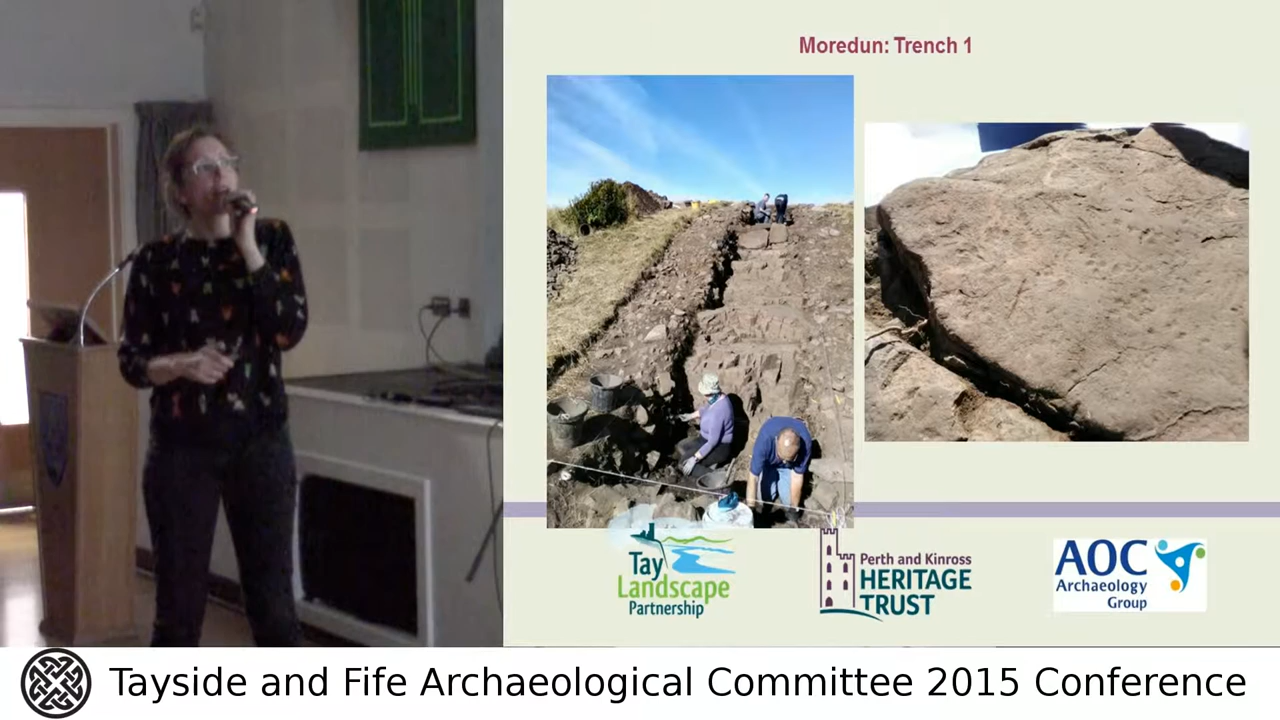 Moredun: Trench 1
Tay
Landscape
Partnership
Perth and Kinross
HERITAGE
TRUST
AOC
Archaeology
Group
Tayside and Fife Archaeological Committee 2015 Conference